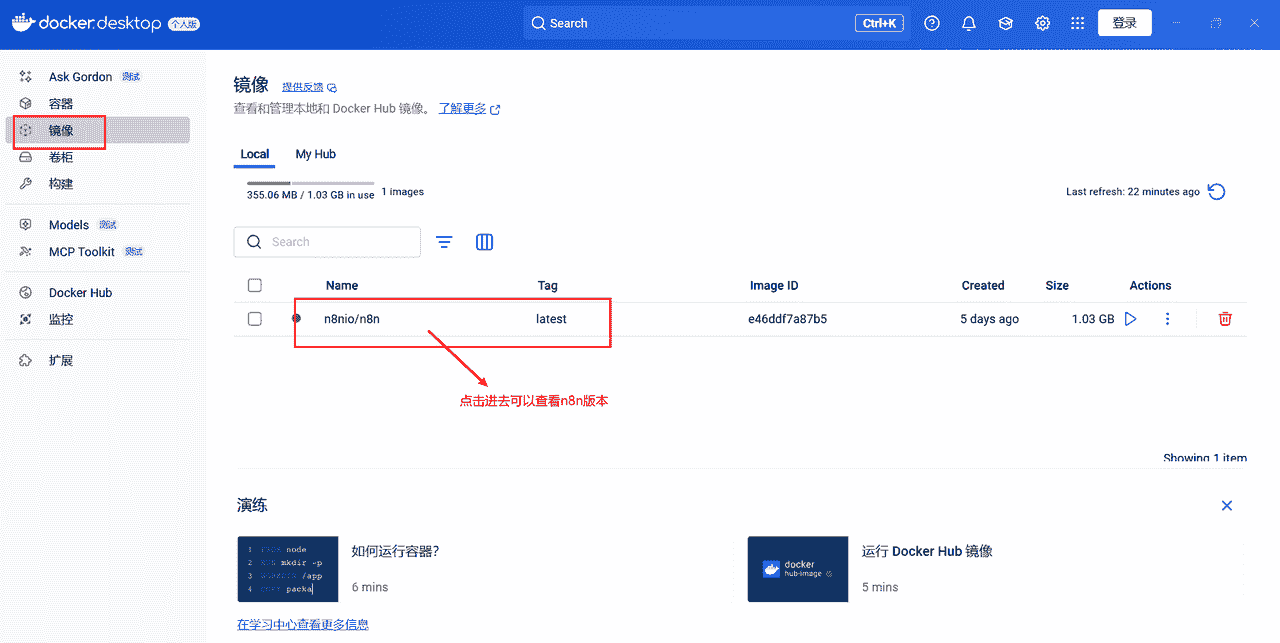 docker.desktop 个人版
Search Ctrl+K 登录
Ask Gordon 测试
容器
镜像
卷柜
构建
Models 测试
MCP Toolkit 测试
Docker Hub
监控
扩展
镜像 提供反馈
查看和管理本地和 Docker Hub 镜像。 了解更多
Local My Hub
355.06 MB / 1.03 GB in use 1 images
Last refresh: 22 minutes ago
Search
Name Tag Image ID Created Size Actions
n8nio/n8n latest e46ddf7a87b5 5 days ago 1.03 GB
点击进去可以查看n8n版本
Showing 1 item
演练
1 node
2 mkdir -p
3 /app
4 packa
如何运行容器?
6 mins
docker
hub-image
运行 Docker Hub 镜像
5 mins
在学习中心查看更多信息